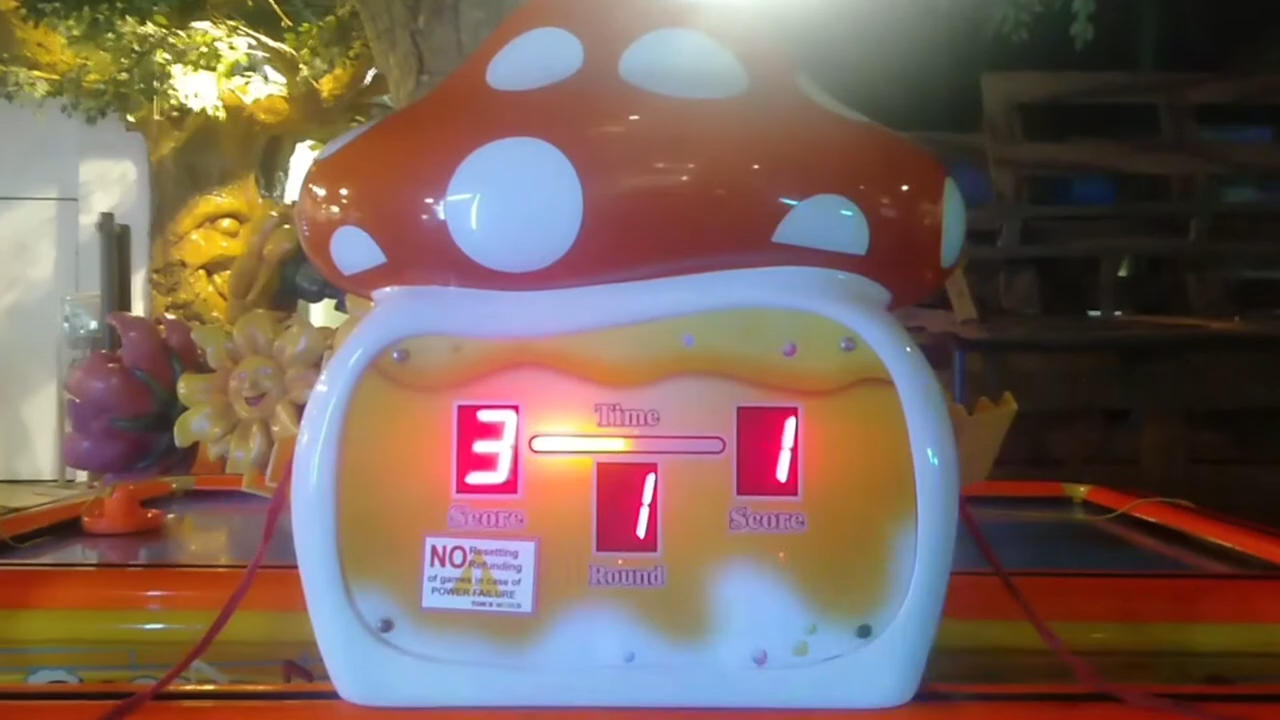 Time
3
1
1
Score
Score
Round
NO Resetting
Refunding
of games in case of
POWER FAILURE